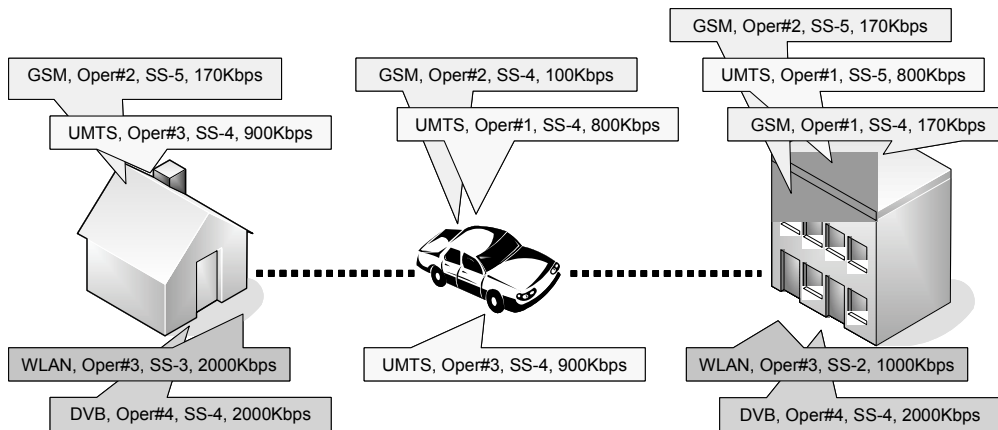 GSM, Oper#2, SS-5, 170Kbps
UMTS, Oper#3, SS-4, 900Kbps
WLAN, Oper#3, SS-3, 2000Kbps
DVB, Oper#4, SS-4, 2000Kbps
GSM, Oper#2, SS-4, 100Kbps
UMTS, Oper#1, SS-4, 800Kbps
UMTS, Oper#3, SS-4, 900Kbps
GSM, Oper#2, SS-5, 170Kbps
UMTS, Oper#1, SS-5, 800Kbps
GSM, Oper#1, SS-4, 170Kbps
WLAN, Oper#3, SS-2, 1000Kbps
DVB, Oper#4, SS-4, 2000Kbps